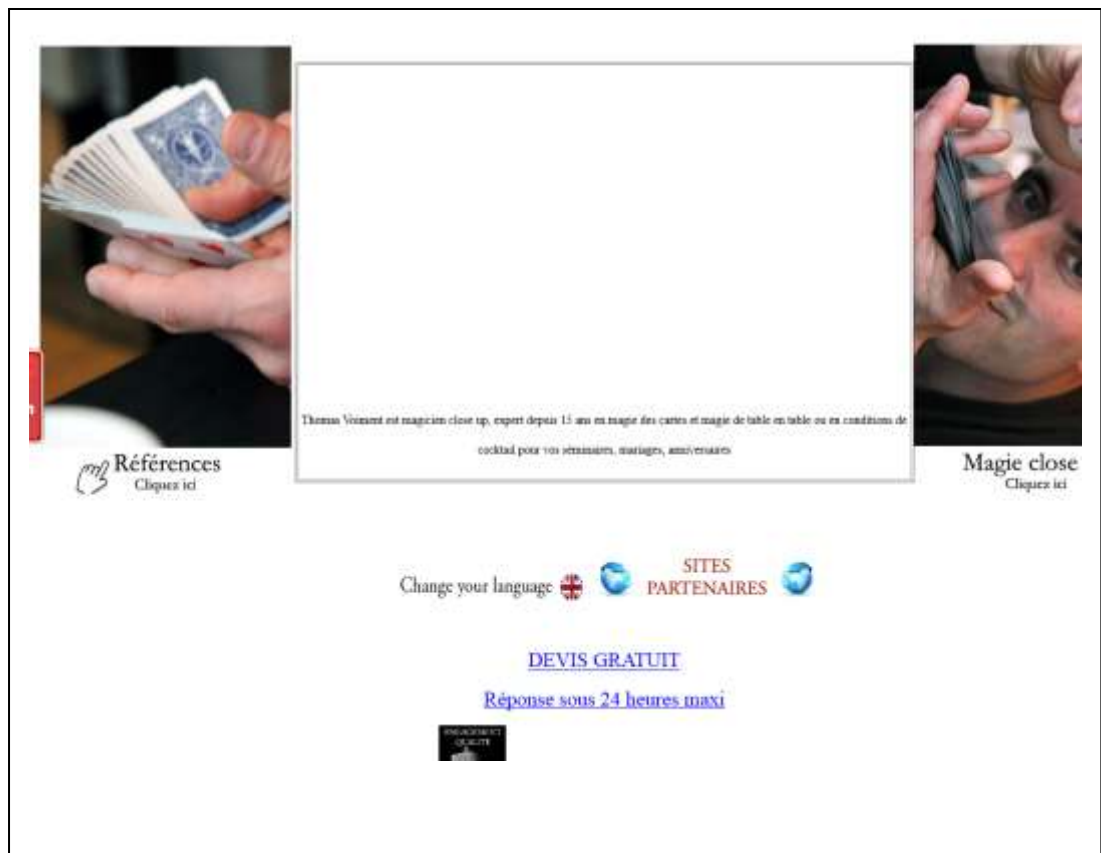 Thomas Voiment est magicien close up, expert depuis 15 ans en magie des cartes et magie de table en table ou en conditions de
cocktail pour vos séminaires, mariages, anniversaires
Références
Cliquez ici
Magie close
Cliquez ici
Change your language
SITES
PARTENAIRES
DEVIS GRATUIT
Réponse sous 24 heures maxi
ENGAGEMENT
QUALITE